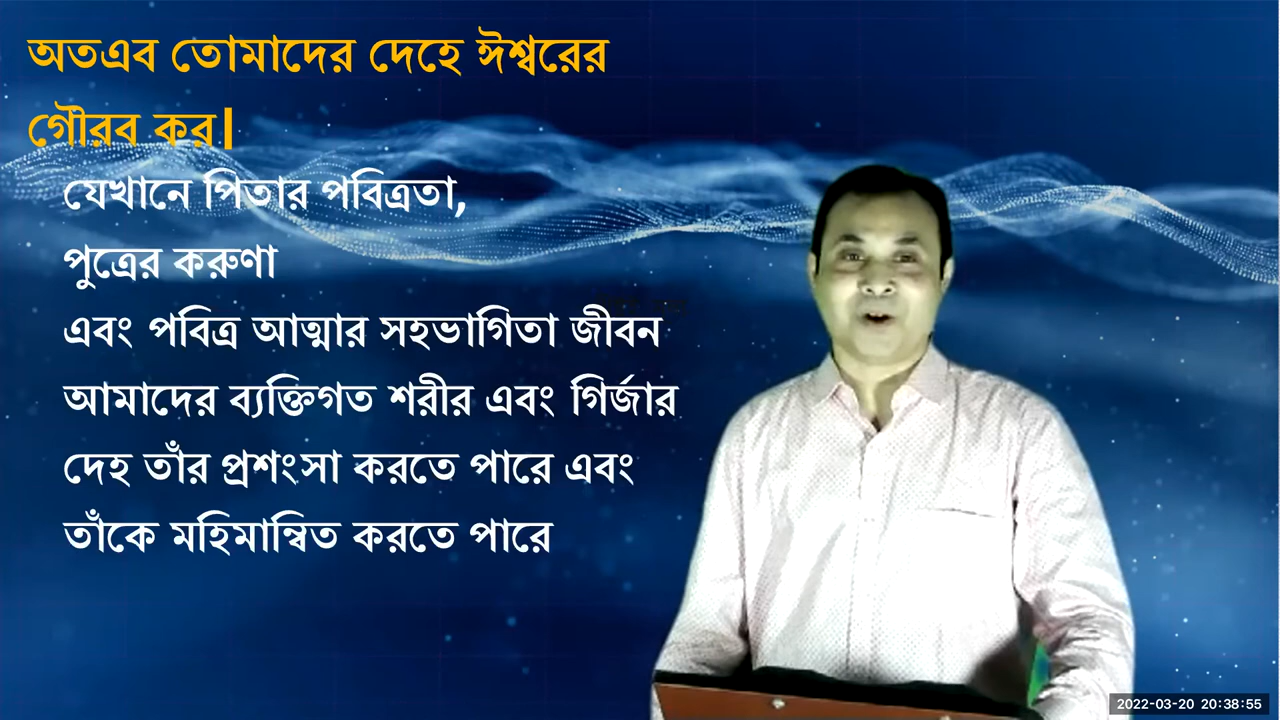 অতএব তোমাদের দেহে ঈশ্বরের
গৌরব কর|
যেখানে পিতার পবিত্রতা,
পুত্রের করুণা
এবং পবিত্র আত্মার সহভাগিতা জীবন
আমাদের ব্যক্তিগত শরীর এবং গির্জার
দেহ তাঁর প্রশংসা করতে পারে এবং
তাঁকে মহিমান্বিত করতে পারে
2022-03-20 20:38:55